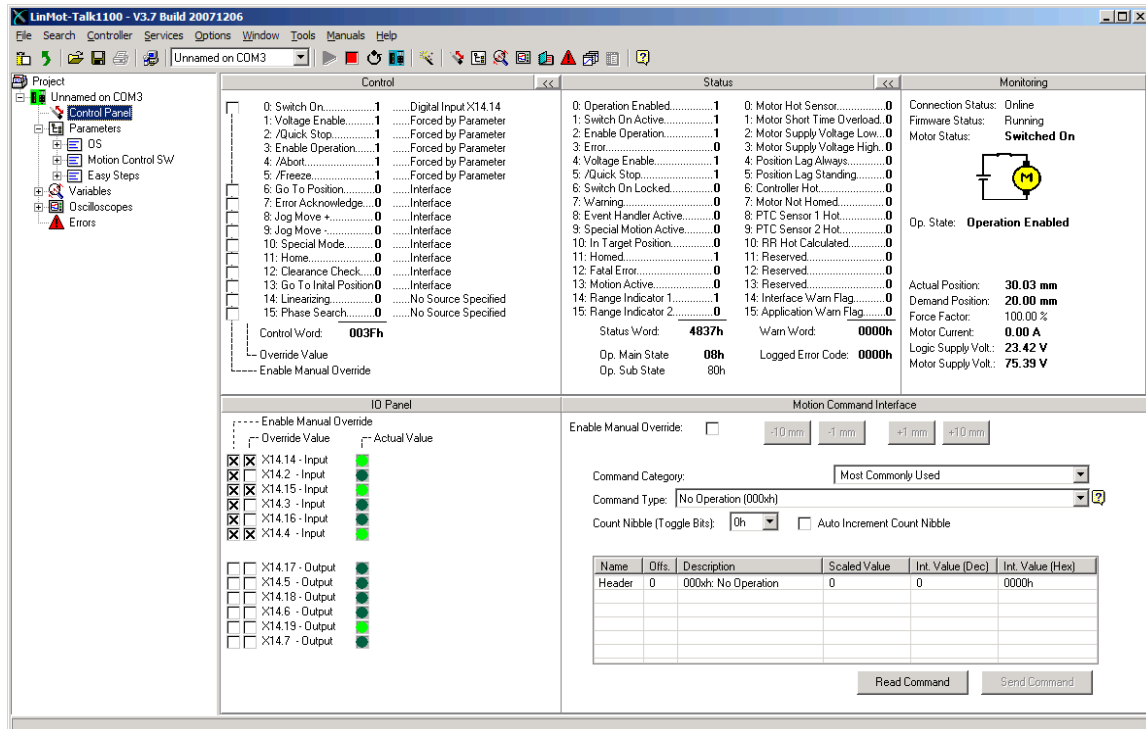 LinMot-Talk1100 - V3.7 Build 20071206
File Search Controller Services Options Window Tools Manuals Help
Unnamed on COM3
Project
Unnamed on COM3
Control Panel
Parameters
OS
Motion Control SW
Easy Steps
Variables
Oscilloscopes
Errors
Control <<
0: Switch On................1 ......Digital Input X14.14
1: Voltage Enable..........1 ......Forced by Parameter
2: /Quick Stop...............1 ......Forced by Parameter
3: Enable Operation.......1 ......Forced by Parameter
4: /Abort......................1 ......Forced by Parameter
5: /Freeze....................1 ......Forced by Parameter
6: Go To Position...........0 ......Interface
7: Error Acknowledge.....0 ......Interface
8: Jog Move +...............0 ......Interface
9: Jog Move -................0 ......Interface
10: Special Mode..........0 ......Interface
11: Home.....................0 ......Interface
12: Clearance Check.....0 ......Interface
13: Go To Inital Position 0 ......Interface
14: Linearizing..............0 ......No Source Specified
15: Phase Search..........0 ......No Source Specified
Control Word: 003Fh
Override Value
Enable Manual Override
Status <<
0: Operation Enabled..........1
1: Switch On Active............1
2: Enable Operation............1
3: Error..............................0
4: Voltage Enable...............1
5: /Quick Stop....................1
6: Switch On Locked...........0
7: Warning.........................0
8: Event Handler Active.......0
9: Special Motion Active......0
10: In Target Position..........0
11: Homed.........................1
12: Fatal Error....................0
13: Motion Active...............0
14: Range Indicator 1.........1
15: Range Indicator 2.........0
Status Word: 4837h
Op. Main State 08h
Op. Sub State 80h
0: Motor Hot Sensor............0
1: Motor Short Time Overload..0
2: Motor Supply Voltage Low...0
3: Motor Supply Voltage High..0
4: Position Lag Always..........0
5: Position Lag Standing........0
6: Controller Hot..................0
7: Motor Not Homed.............0
8: PTC Sensor 1 Hot.............0
9: PTC Sensor 2 Hot.............0
10: RR Hot Calculated...........0
11: Reserved......................0
12: Reserved......................0
13: Reserved......................0
14: Interface Warn Flag........0
15: Application Warn Flag.....0
Warn Word: 0000h
Logged Error Code: 0000h
Monitoring
Connection Status: Online
Firmware Status: Running
Motor Status: Switched On
M
Op. State: Operation Enabled
Actual Position: 30.03 mm
Demand Position: 20.00 mm
Force Factor: 100.00 %
Motor Current: 0.00 A
Logic Supply Volt.: 23.42 V
Motor Supply Volt.: 75.39 V
IO Panel
Enable Manual Override
Override Value Actual Value
X14.14 - Input
X14.2 - Input
X14.15 - Input
X14.3 - Input
X14.16 - Input
X14.4 - Input
X14.17 - Output
X14.5 - Output
X14.18 - Output
X14.6 - Output
X14.19 - Output
X14.7 - Output
Motion Command Interface
Enable Manual Override: -10 mm -1 mm +1 mm +10 mm
Command Category: Most Commonly Used
Command Type: No Operation (000xh)
Count Nibble (Toggle Bits): 0h Auto Increment Count Nibble
Name Offs. Description Scaled Value Int. Value (Dec) Int. Value (Hex)
Header 0 000xh: No Operation 0 0 0000h
Read Command Send Command